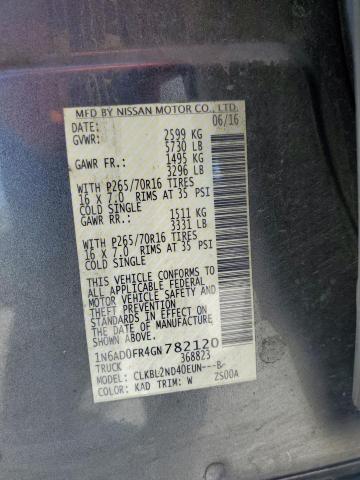 MFD BY NISSAN MOTOR CO., LTD.
DATE: 06/16
GVWR: 2599 KG
5730 LB
GAWR FR.: 1495 KG
3296 LB
WITH P265/70R16 TIRES
16 X 7.0 RIMS AT 35 PSI
COLD SINGLE
GAWR RR.: 1511 KG
3331 LB
WITH P265/70R16 TIRES
16 X 7.0 RIMS AT 35 PSI
COLD SINGLE
THIS VEHICLE CONFORMS TO
ALL APPLICABLE FEDERAL
MOTOR VEHICLE SAFETY AND
THEFT PREVENTION
STANDARDS IN EFFECT ON
THE DATE OF MANUFACTURE
SHOWN ABOVE.
1N6AD0FR4GN782120
TRUCK 368823
MODEL: CLKBL2ND40EUN---B-
COLOR: KAD TRIM: W ZS00A